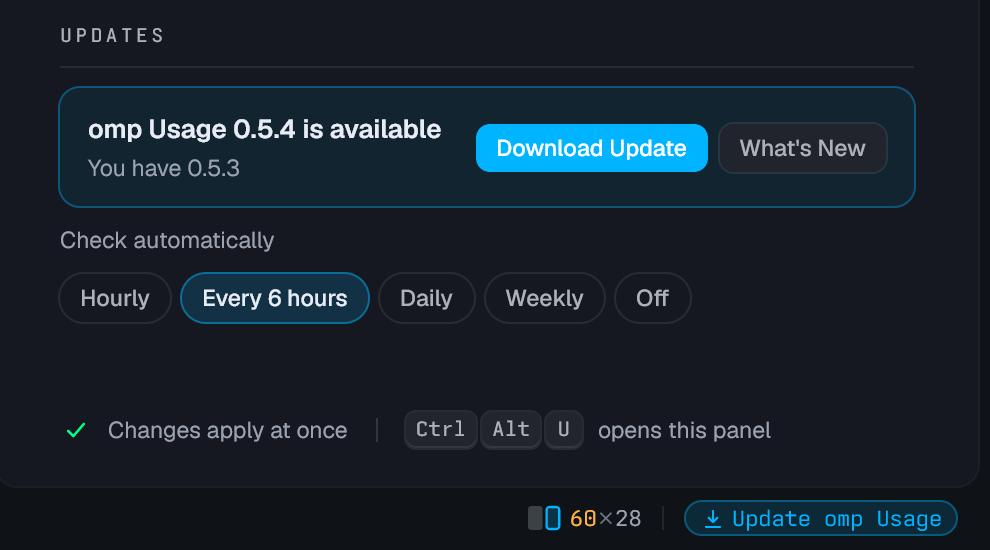 UPDATES
omp Usage 0.5.4 is available
You have 0.5.3
Download Update
What's New
Check automatically
Hourly
Every 6 hours
Daily
Weekly
Off
Changes apply at once
Ctrl Alt U opens this panel
60×28
Update omp Usage